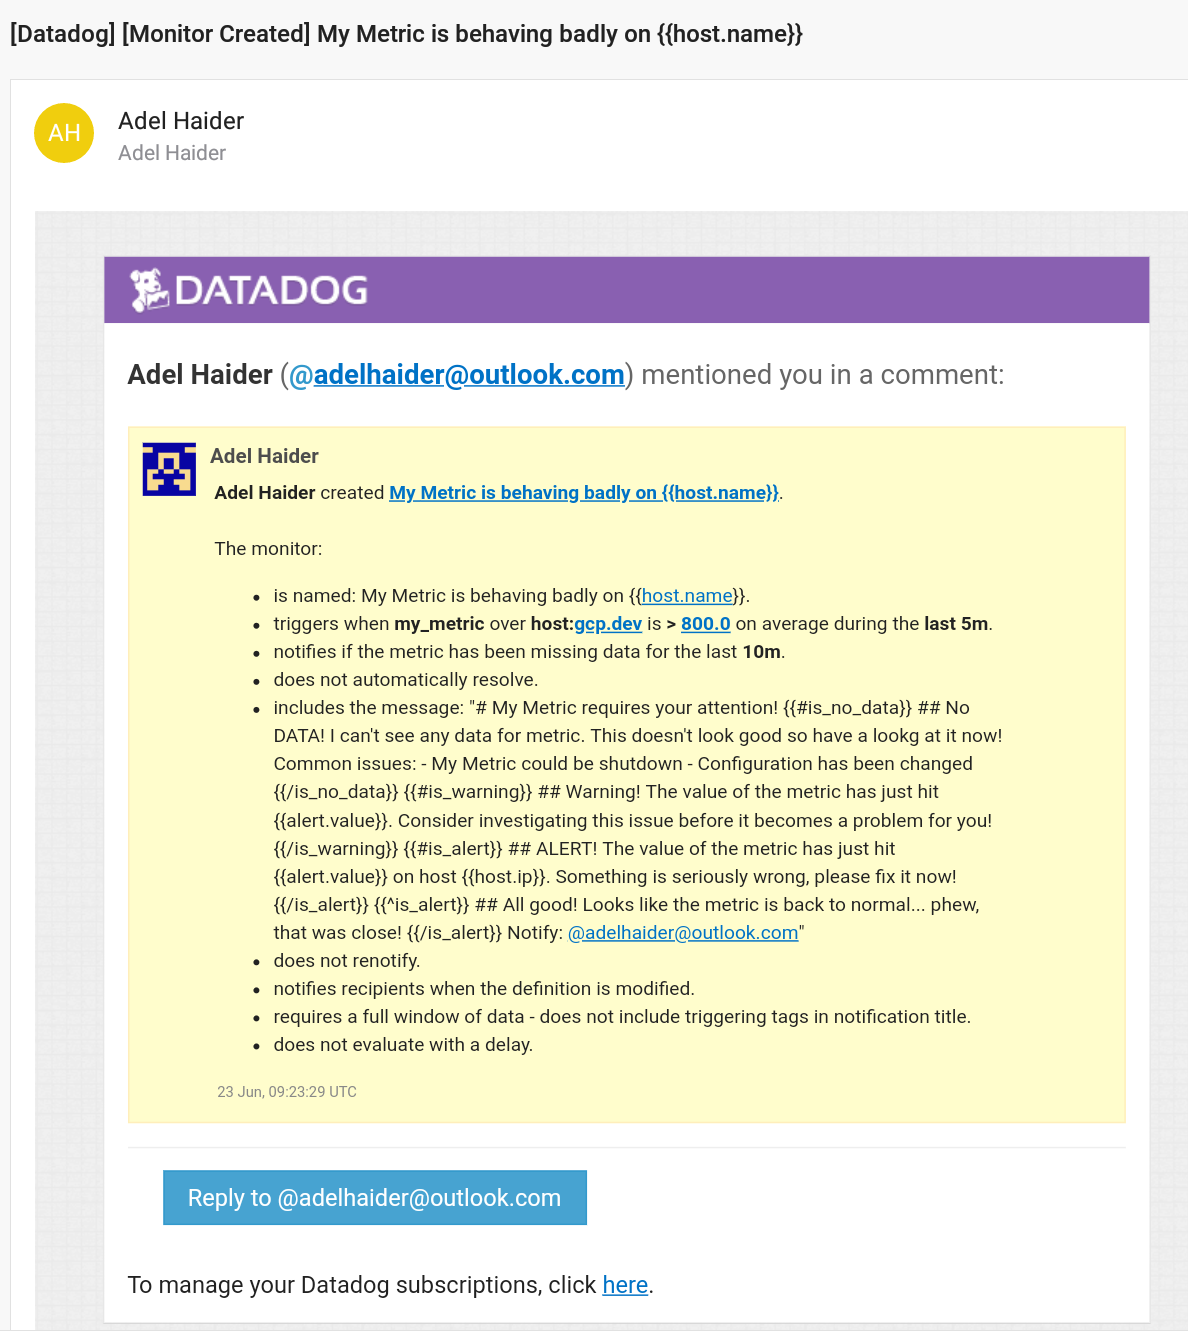 [Datadog] [Monitor Created] My Metric is behaving badly on {{host.name}}
AH
Adel Haider
Adel Haider
DATADOG
Adel Haider (@adelhaider@outlook.com) mentioned you in a comment:
Adel Haider
Adel Haider created My Metric is behaving badly on {{host.name}}.
The monitor:
• is named: My Metric is behaving badly on {{host.name}}.
• triggers when my_metric over host:gcp.dev is > 800.0 on average during the last 5m.
• notifies if the metric has been missing data for the last 10m.
• does not automatically resolve.
• includes the message: "# My Metric requires your attention! {{#is_no_data}} ## No
DATA! I can't see any data for metric. This doesn't look good so have a lookg at it now!
Common issues: - My Metric could be shutdown - Configuration has been changed
{{/is_no_data}} {{#is_warning}} ## Warning! The value of the metric has just hit
{{alert.value}}. Consider investigating this issue before it becomes a problem for you!
{{/is_warning}} {{#is_alert}} ## ALERT! The value of the metric has just hit
{{alert.value}} on host {{host.ip}}. Something is seriously wrong, please fix it now!
{{/is_alert}} {{^is_alert}} ## All good! Looks like the metric is back to normal... phew,
that was close! {{/is_alert}} Notify: @adelhaider@outlook.com"
• does not renotify.
• notifies recipients when the definition is modified.
• requires a full window of data - does not include triggering tags in notification title.
• does not evaluate with a delay.
23 Jun, 09:23:29 UTC
Reply to @adelhaider@outlook.com
To manage your Datadog subscriptions, click here.